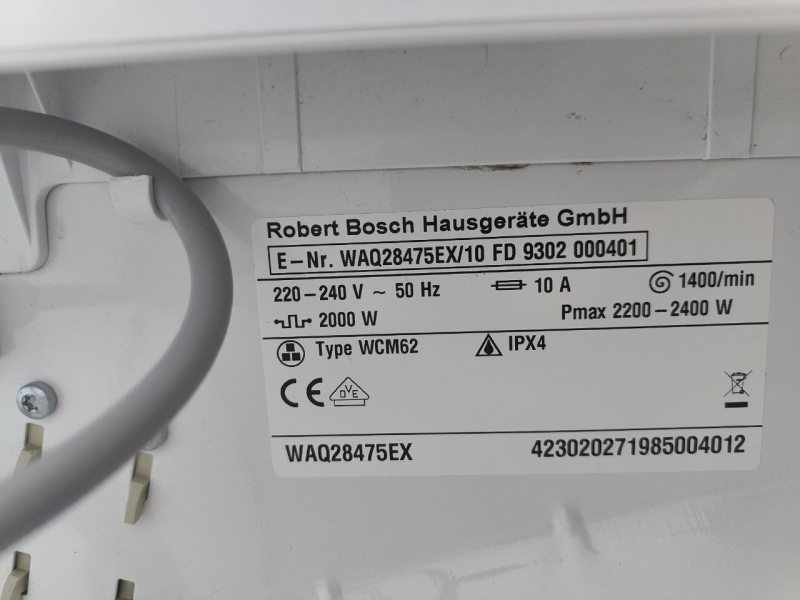 Robert Bosch Hausgeräte GmbH
E-Nr. WAQ28475EX/10 FD 9302 000401
220-240 V ~ 50 Hz 10 A 1400/min
2000 W Pmax 2200-2400 W
Type WCM62 IPX4
CE DVE
WAQ28475EX 423020271985004012